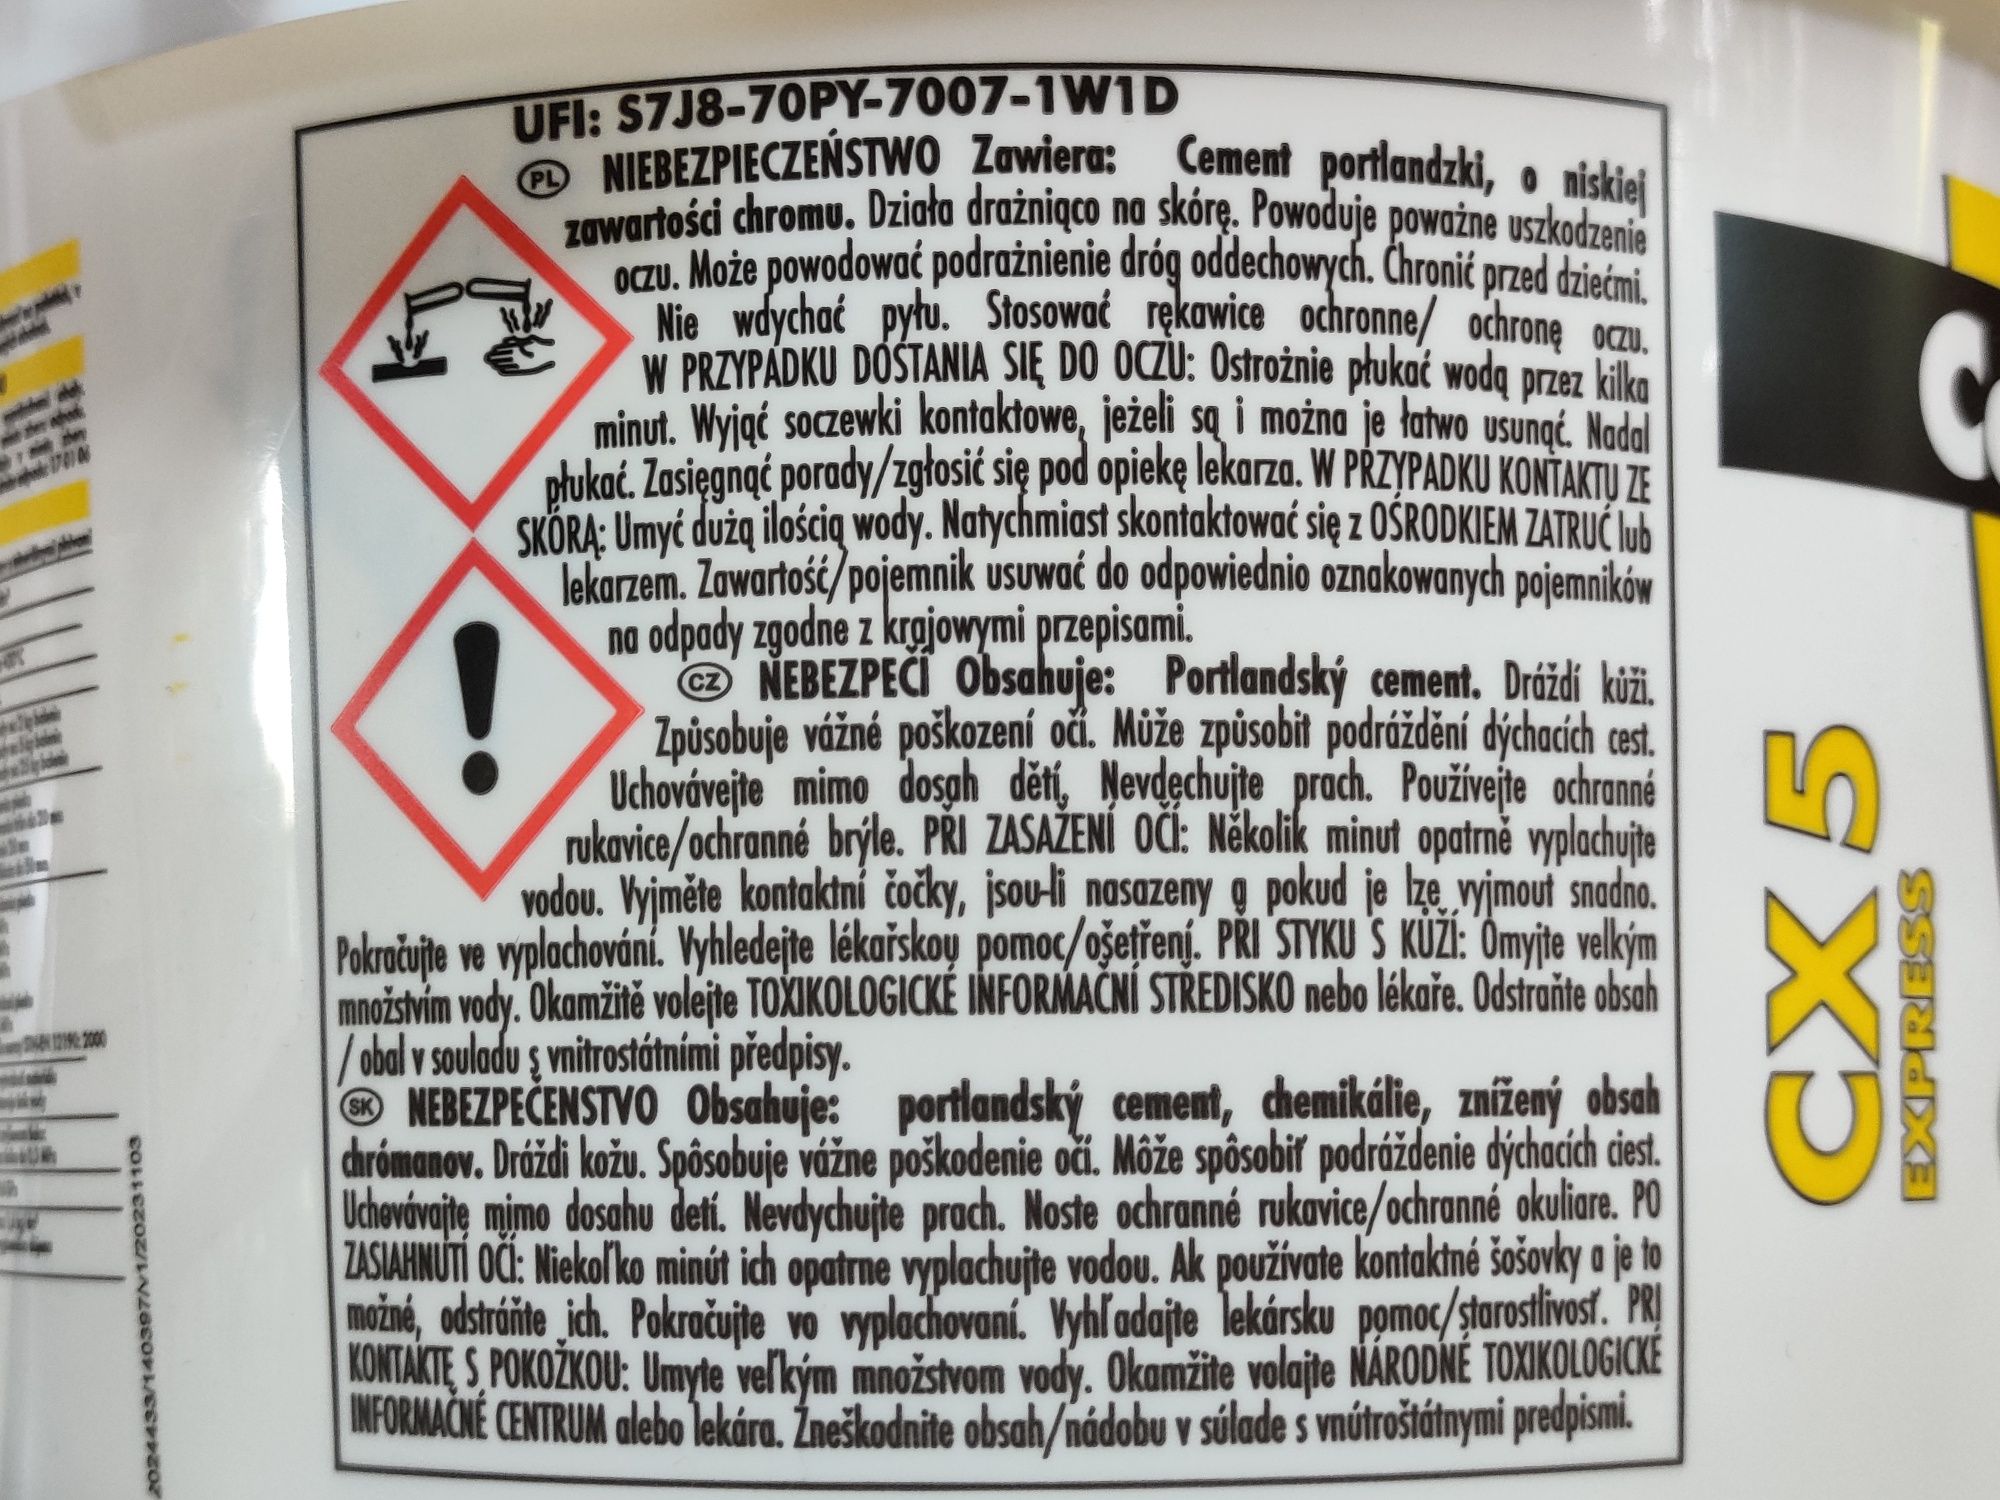 UFI: S7J8-70PY-7007-1W1D
PL NIEBEZPIECZEŃSTWO Zawiera: Cement portlandzki, o niskiej
zawartości chromu. Działa drażniąco na skórę. Powoduje poważne uszkodzenie
oczu. Może powodować podrażnienie dróg oddechowych. Chronić przed dziećmi.
Nie wdychać pyłu. Stosować rękawice ochronne/ ochronę oczu.
W PRZYPADKU DOSTANIA SIĘ DO OCZU: Ostrożnie płukać wodą przez kilka
minut. Wyjąć soczewki kontaktowe, jeżeli są i można je łatwo usunąć. Nadal
płukać. Zasięgnąć porady/zgłosić się pod opiekę lekarza. W PRZYPADKU KONTAKTU ZE
SKÓRĄ: Umyć dużą ilością wody. Natychmiast skontaktować się z OŚRODKIEM ZATRUĆ lub
lekarzem. Zawartość/pojemnik usuwać do odpowiednio oznakowanych pojemników
na odpady zgodne z krajowymi przepisami.
CZ NEBEZPEČÍ Obsahuje: Portlandský cement. Dráždí kůži.
Způsobuje vážné poškození očí. Může způsobit podráždění dýchacích cest.
Uchovávejte mimo dosah dětí. Nevdechujte prach. Používejte ochranné
rukavice/ochranné brýle. PŘI ZASAŽENÍ OČÍ: Několik minut opatrně vyplachujte
vodou. Vyjměte kontaktní čočky, jsou-li nasazeny a pokud je lze vyjmout snadno.
Pokračujte ve vyplachování. Vyhledejte lékařskou pomoc/ošetření. PŘI STYKU S KŮŽÍ: Omyjte velkým
množstvím vody. Okamžitě volejte TOXIKOLOGICKÉ INFORMAČNÍ STŘEDISKO nebo lékaře. Odstraňte obsah
/ obal v souladu s vnitrostátními předpisy.
SK NEBEZPEČENSTVO Obsahuje: portlandský cement, chemikálie, znížený obsah
chrómanov. Dráždi kožu. Spôsobuje vážne poškodenie očí. Môže spôsobiť podráždenie dýchacích ciest.
Uchovávajte mimo dosahu detí. Nevdychujte prach. Noste ochranné rukavice/ochranné okuliare. PO
ZASIAHNUTÍ OČÍ: Niekoľko minút ich opatrne vyplachujte vodou. Ak používate kontaktné šošovky a je to
možné, odstráňte ich. Pokračujte vo vyplachovaní. Vyhľadajte lekársku pomoc/starostlivosť. PRI
KONTAKTE S POKOŽKOU: Umyte veľkým množstvom vody. Okamžite volajte NÁRODNÉ TOXIKOLOGICKÉ
INFORMAČNÉ CENTRUM alebo lekára. Zneškodnite obsah/nádobu v súlade s vnútroštátnymi predpismi.
CX 5
EXPRESS
2024433/140397/V1/20231103